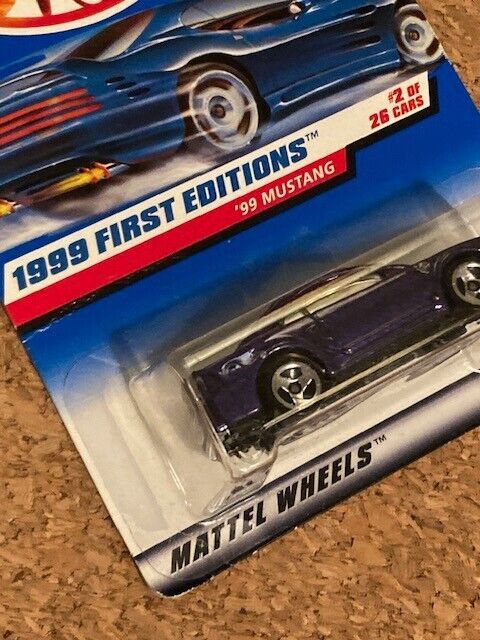 1999 FIRST EDITIONS™
#2 OF
26 CARS
'99 MUSTANG
MATTEL WHEELS™